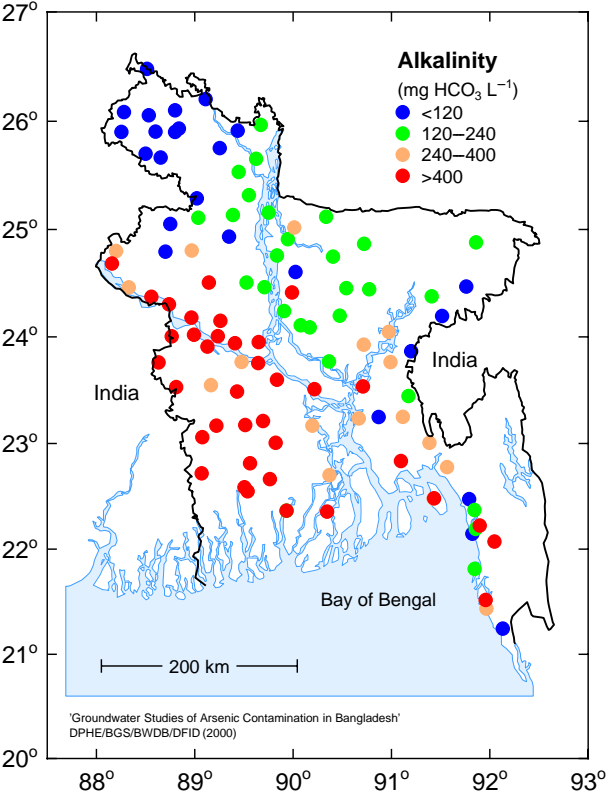 27°
Alkalinity
(mg HCO₃ L⁻¹)
<120
26°
120–240
240–400
>400
25°
24°
India
India
23°
22°
Bay of Bengal
21°
200 km
'Groundwater Studies of Arsenic Contamination in Bangladesh'
DPHE/BGS/BWDB/DFID (2000)
20°
88° 89° 90° 91° 92° 93°